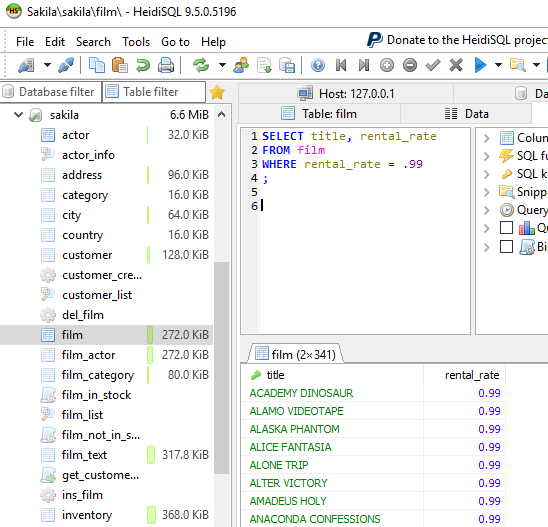 Sakila\sakila\film\ - HeidiSQL 9.5.0.5196
File Edit Search Tools Go to Help
Donate to the HeidiSQL project
Database filter Table filter
sakila 6.6 MiB
actor 32.0 KiB
actor_info
address 96.0 KiB
category 16.0 KiB
city 64.0 KiB
country 16.0 KiB
customer 128.0 KiB
customer_cre...
customer_list
del_film
film 272.0 KiB
film_actor 272.0 KiB
film_category 80.0 KiB
film_in_stock
film_list
film_not_in_s...
film_text 317.8 KiB
get_custome...
ins_film
inventory 368.0 KiB
Host: 127.0.0.1 Da
Table: film Data
1 SELECT title, rental_rate
2 FROM film
3 WHERE rental_rate = .99
4 ;
5
6
Colun
SQL fu
SQL k
Snipp
Query
Qu
Bi
film (2×341)
title rental_rate
ACADEMY DINOSAUR 0.99
ALAMO VIDEOTAPE 0.99
ALASKA PHANTOM 0.99
ALICE FANTASIA 0.99
ALONE TRIP 0.99
ALTER VICTORY 0.99
AMADEUS HOLY 0.99
ANACONDA CONFESSIONS 0.99